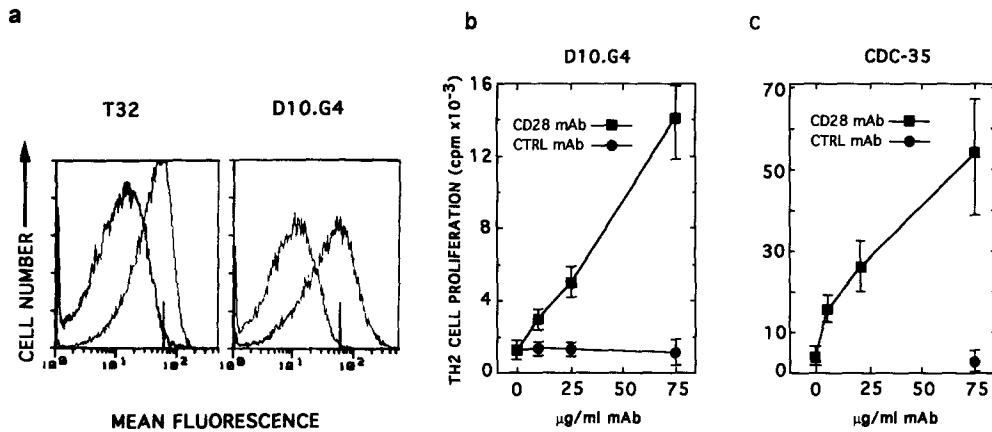 a
T32
D10.G4
CELL NUMBER
10⁰ 10¹ 10²
10⁰ 10¹ 10²
MEAN FLUORESCENCE
b
D10.G4
TH2 CELL PROLIFERATION (cpm x10⁻³)
16
12
8
4
0
CD28 mAb
CTRL mAb
0 25 50 75
µg/ml mAb
c
CDC-35
70
50
30
10
0
CD28 mAb
CTRL mAb
0 25 50 75
µg/ml mAb